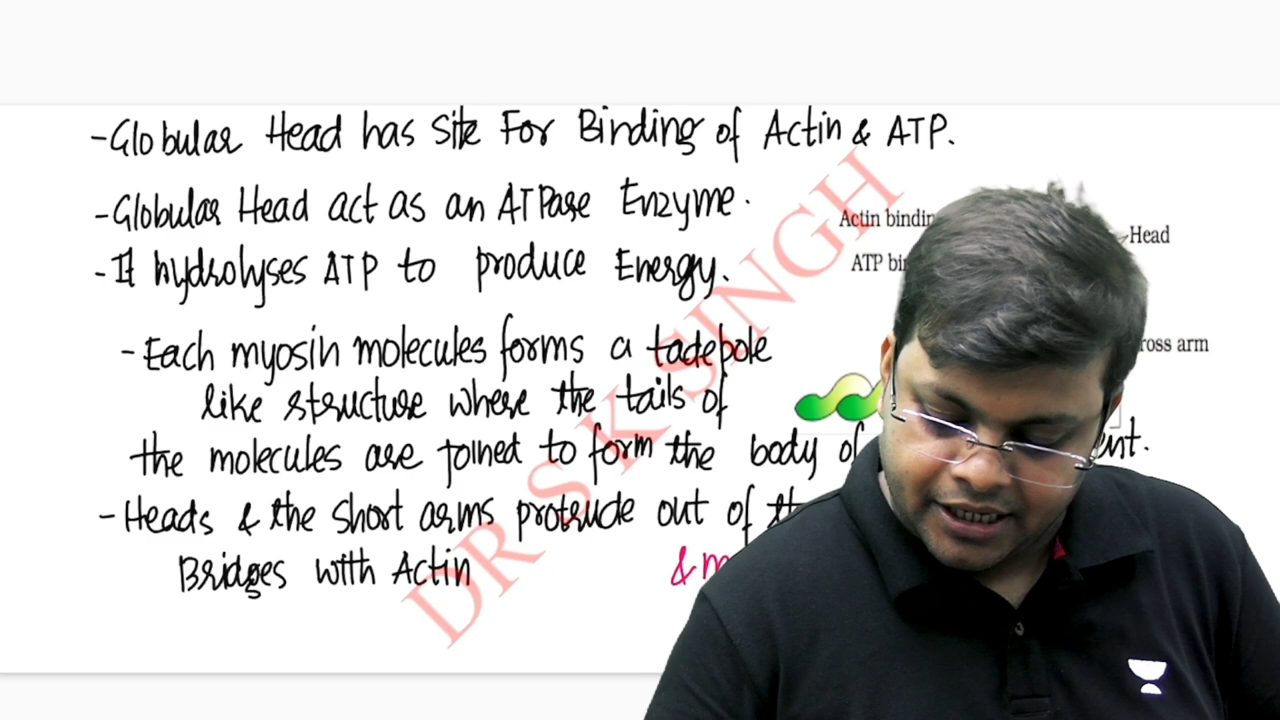 -Globular Head has Site For Binding of Actin & ATP.
-Globular Head act as an ATPase Enzyme.
Actin bindin
Head
ATP bi
-It hydrolyses ATP to produce Energy.
-Each myosin molecules forms a tadepole
ross arm
like structure where the tails of
the molecules are joined to form the body of
ent.
-Heads & the short arms protrude out of th
Bridges with Actin
& m
DR S K SINGH